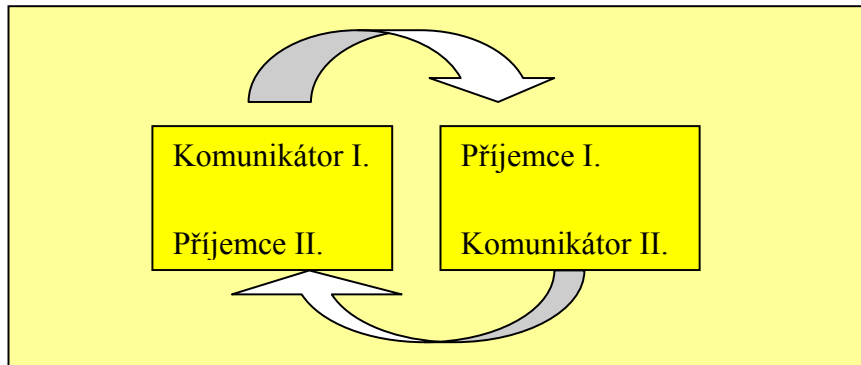 Komunikátor I.
Příjemce II.
Příjemce I.
Komunikátor II.